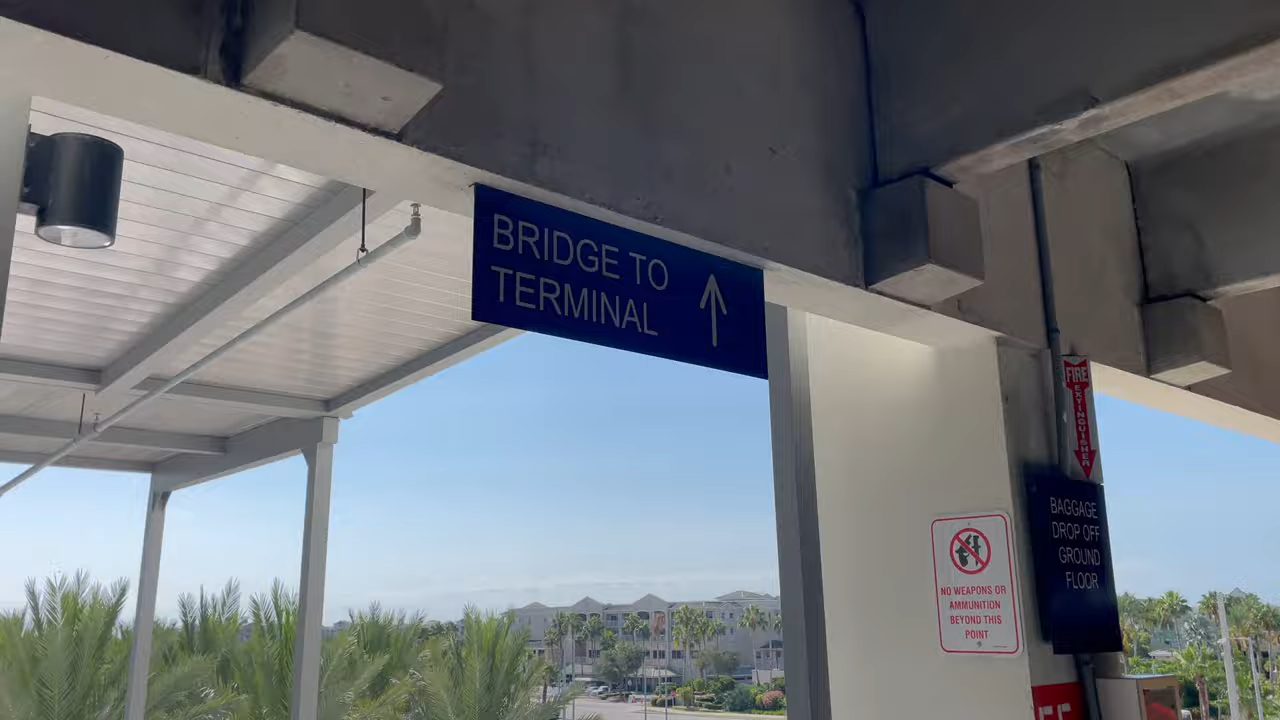 BRIDGE TO
TERMINAL
FIRE
EXTINGUISHER
BAGGAGE
DROP OFF
GROUND
FLOOR
NO WEAPONS OR
AMMUNITION
BEYOND THIS
POINT